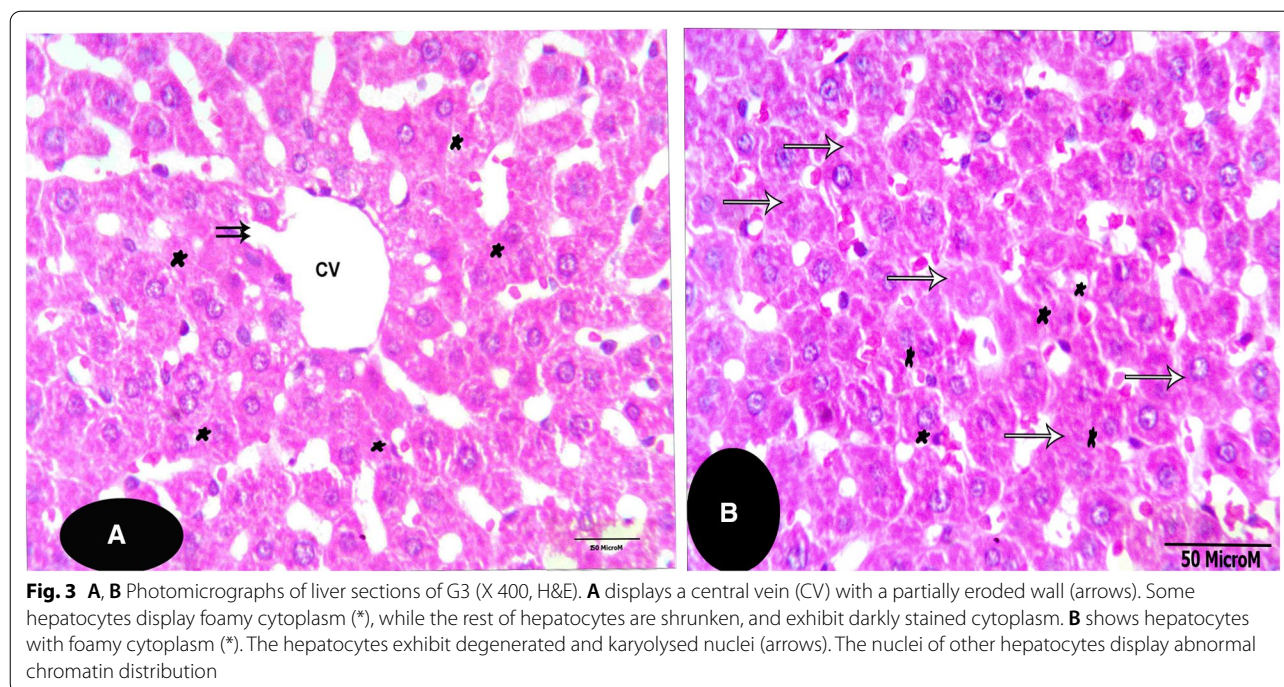 CV
A
150 MicroM
B
50 MicroM
Fig. 3 A, B Photomicrographs of liver sections of G3 (X 400, H&E). A displays a central vein (CV) with a partially eroded wall (arrows). Some
hepatocytes display foamy cytoplasm (*), while the rest of hepatocytes are shrunken, and exhibit darkly stained cytoplasm. B shows hepatocytes
with foamy cytoplasm (*). The hepatocytes exhibit degenerated and karyolysed nuclei (arrows). The nuclei of other hepatocytes display abnormal
chromatin distribution